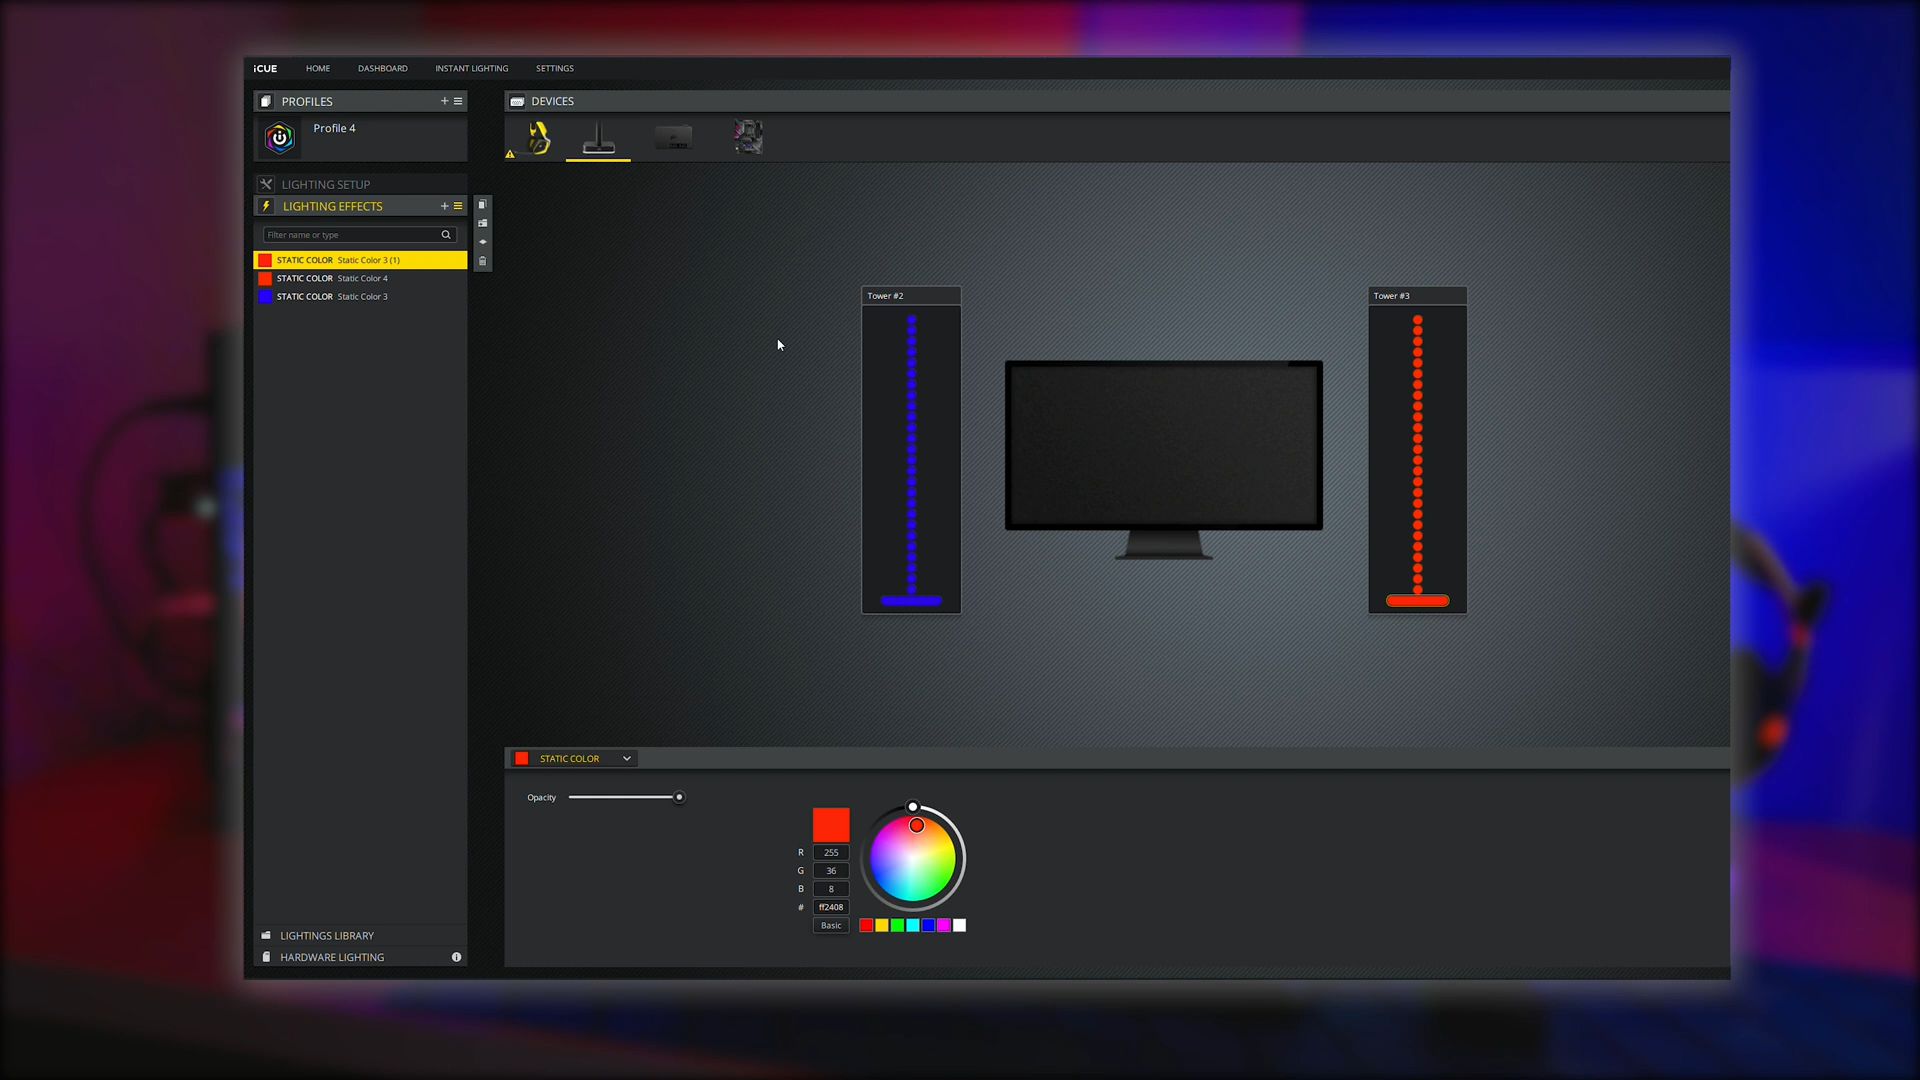 iCUE HOME DASHBOARD INSTANT LIGHTING SETTINGS
PROFILES
Profile 4
LIGHTING SETUP
LIGHTING EFFECTS
Filter name or type
STATIC COLOR Static Color 3 (1)
STATIC COLOR Static Color 4
STATIC COLOR Static Color 3
LIGHTINGS LIBRARY
HARDWARE LIGHTING
DEVICES
Tower #2
Tower #3
STATIC COLOR
Opacity
R 255
G 36
B 8
# ff2408
Basic